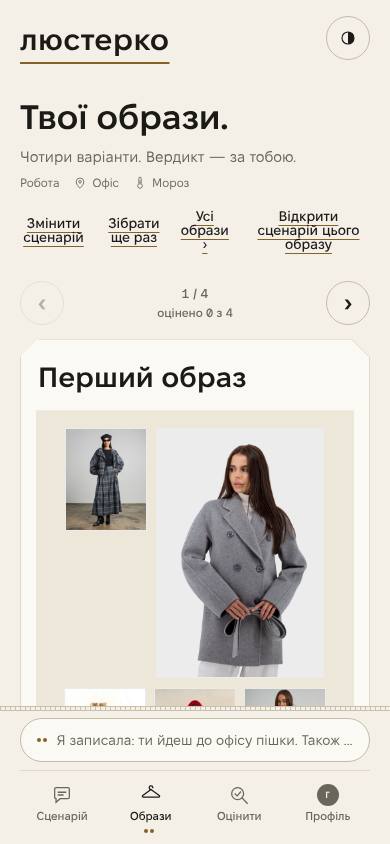 люстерко
Твої образи.
Чотири варіанти. Вердикт — за тобою.
Робота Офіс Мороз
Змінити
сценарій
Зібрати
ще раз
Усі
образи
›
Відкрити
сценарій цього
образу
‹
1 / 4
оцінено 0 з 4
›
Перший образ
Я записала: ти йдеш до офісу пішки. Також ...
Сценарій
Образи
Оцінити
Г
Профіль